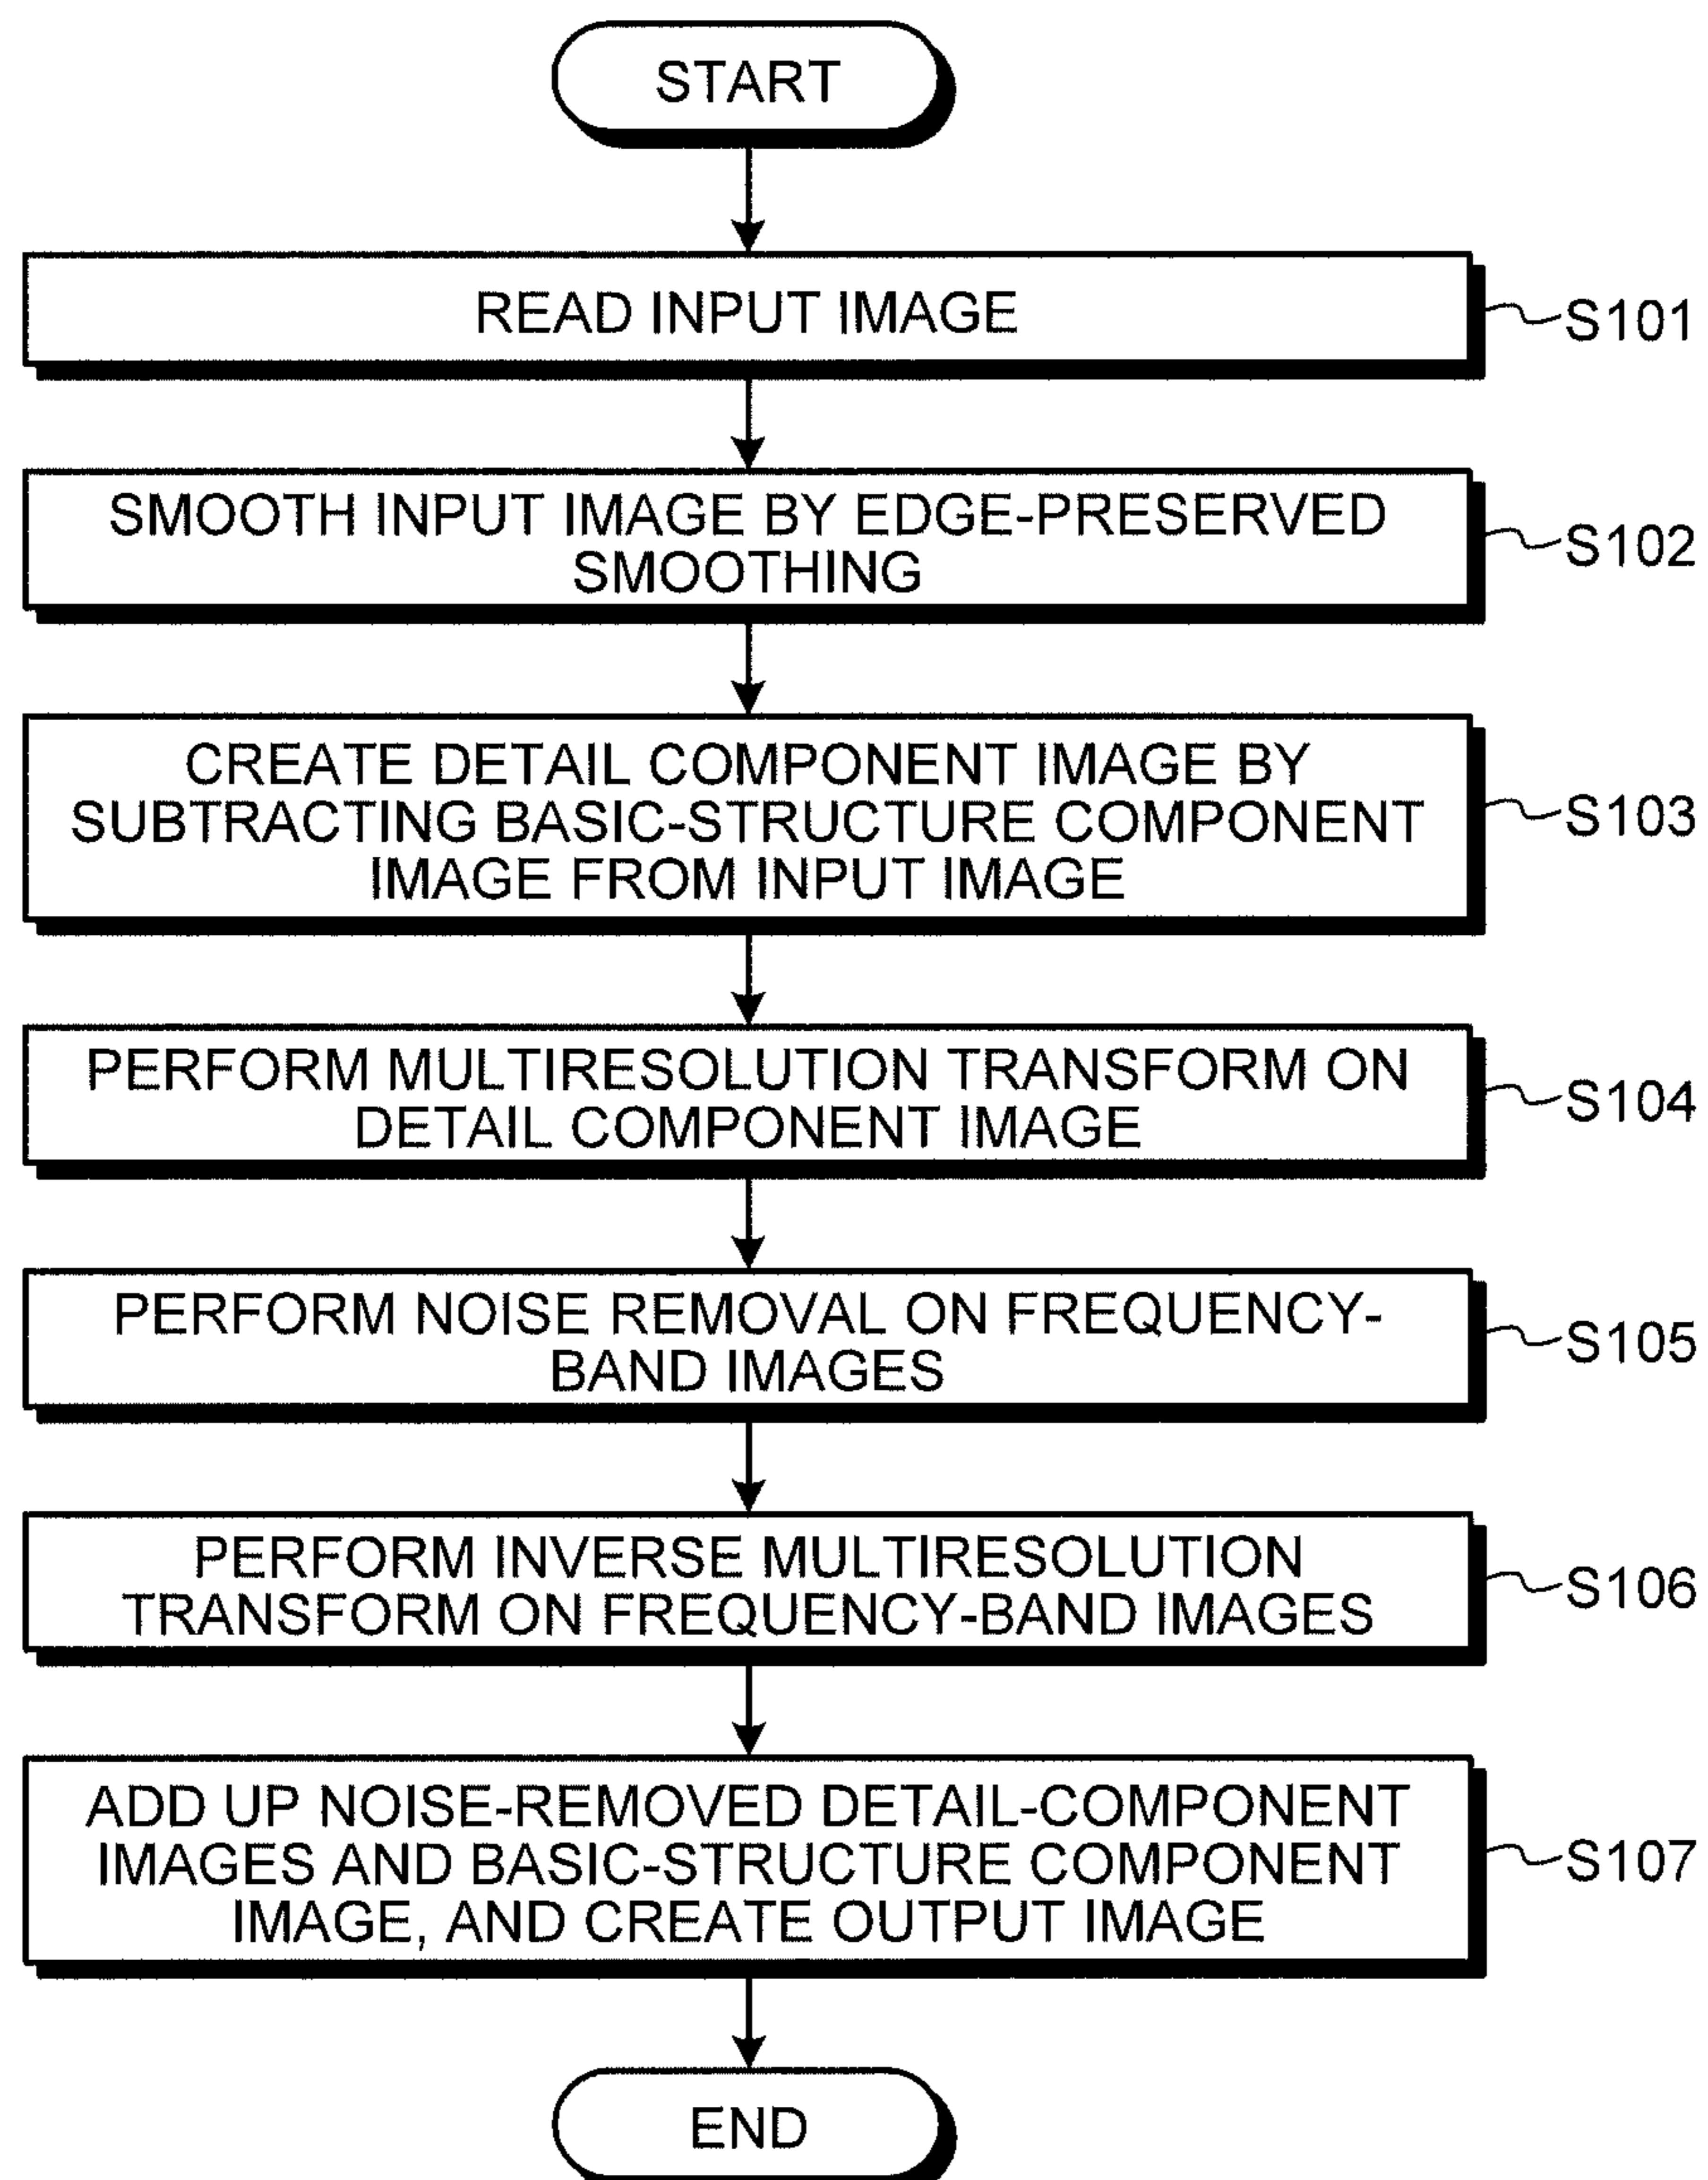 START
READ INPUT IMAGE
S101
SMOOTH INPUT IMAGE BY EDGE-PRESERVED
SMOOTHING
S102
CREATE DETAIL COMPONENT IMAGE BY
SUBTRACTING BASIC-STRUCTURE COMPONENT
IMAGE FROM INPUT IMAGE
S103
PERFORM MULTIRESOLUTION TRANSFORM ON
DETAIL COMPONENT IMAGE
S104
PERFORM NOISE REMOVAL ON FREQUENCY-
BAND IMAGES
S105
PERFORM INVERSE MULTIRESOLUTION
TRANSFORM ON FREQUENCY-BAND IMAGES
S106
ADD UP NOISE-REMOVED DETAIL-COMPONENT
IMAGES AND BASIC-STRUCTURE COMPONENT
IMAGE, AND CREATE OUTPUT IMAGE
S107
END